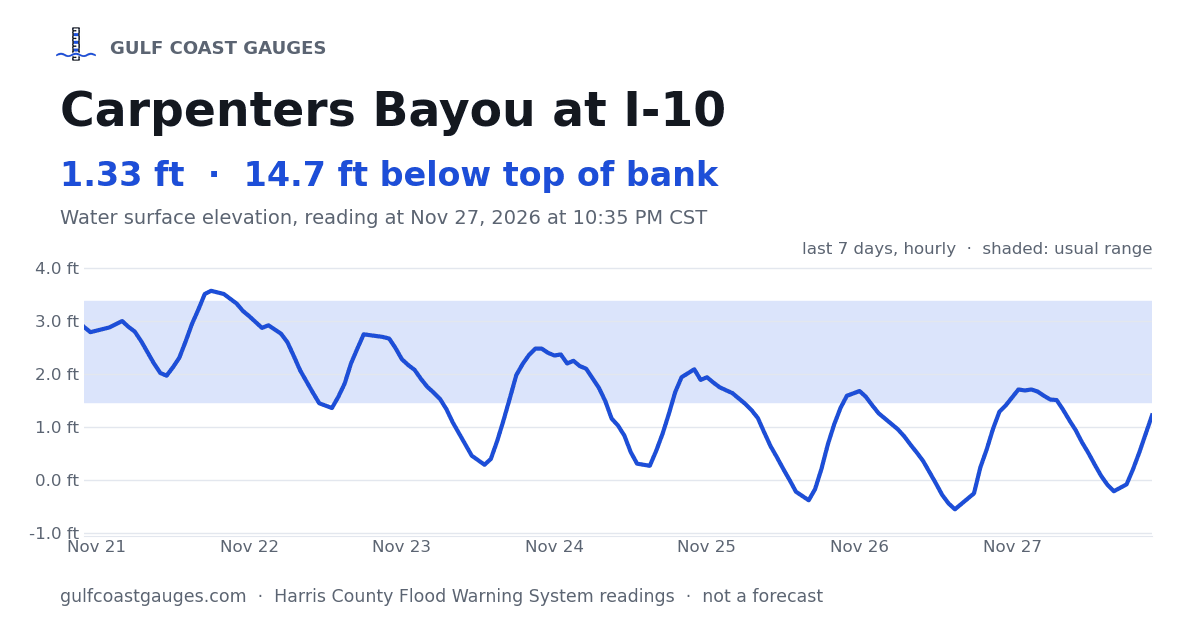 GULF COAST GAUGES
Carpenters Bayou at I-10
1.33 ft · 14.7 ft below top of bank
Water surface elevation, reading at Nov 27, 2026 at 10:35 PM CST
last 7 days, hourly · shaded: usual range
4.0 ft
3.0 ft
2.0 ft
1.0 ft
0.0 ft
-1.0 ft
Nov 21 Nov 22 Nov 23 Nov 24 Nov 25 Nov 26 Nov 27
gulfcoastgauges.com · Harris County Flood Warning System readings · not a forecast